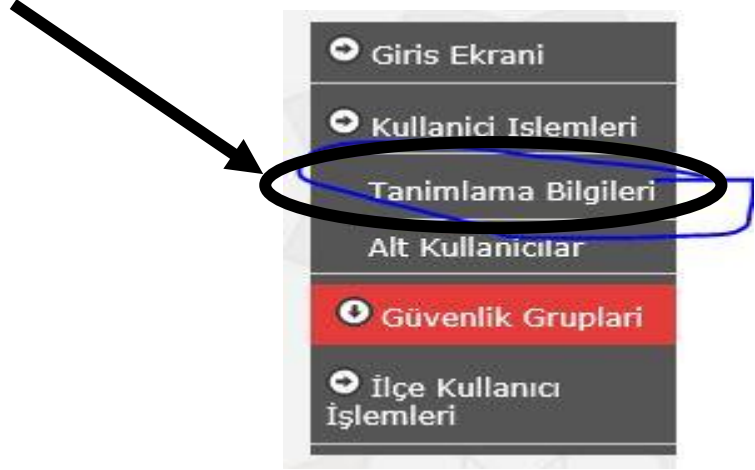 Giris Ekrani
Kullanici Islemleri
Tanimlama Bilgileri
Alt Kullanicilar
Güvenlik Gruplari
İlçe Kullanıcı
İşlemleri